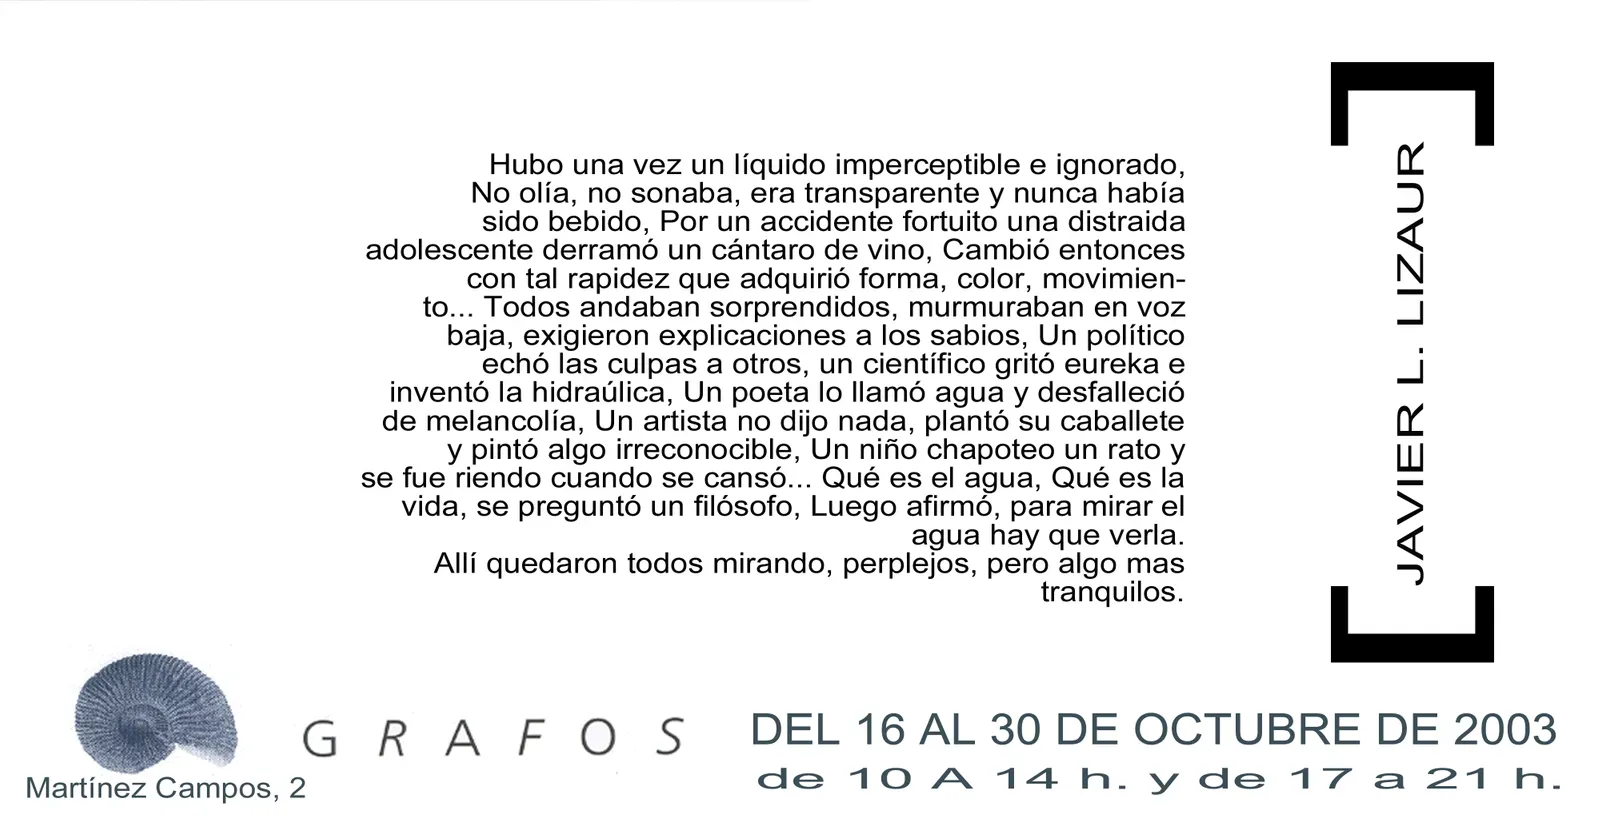 Hubo una vez un líquido imperceptible e ignorado,
No olía, no sonaba, era transparente y nunca había
sido bebido, Por un accidente fortuito una distraida
adolescente derramó un cántaro de vino, Cambió entonces
con tal rapidez que adquirió forma, color, movimien-
to... Todos andaban sorprendidos, murmuraban en voz
baja, exigieron explicaciones a los sabios, Un político
echó las culpas a otros, un científico gritó eureka e
inventó la hidraúlica, Un poeta lo llamó agua y desfalleció
de melancolía, Un artista no dijo nada, plantó su caballete
y pintó algo irreconocible, Un niño chapoteo un rato y
se fue riendo cuando se cansó... Qué es el agua, Qué es la
vida, se preguntó un filósofo, Luego afirmó, para mirar el
agua hay que verla.
Allí quedaron todos mirando, perplejos, pero algo mas
tranquilos.
JAVIER L. LIZAUR
GRAFOS
Martínez Campos, 2
DEL 16 AL 30 DE OCTUBRE DE 2003
de 10 A 14 h. y de 17 a 21 h.